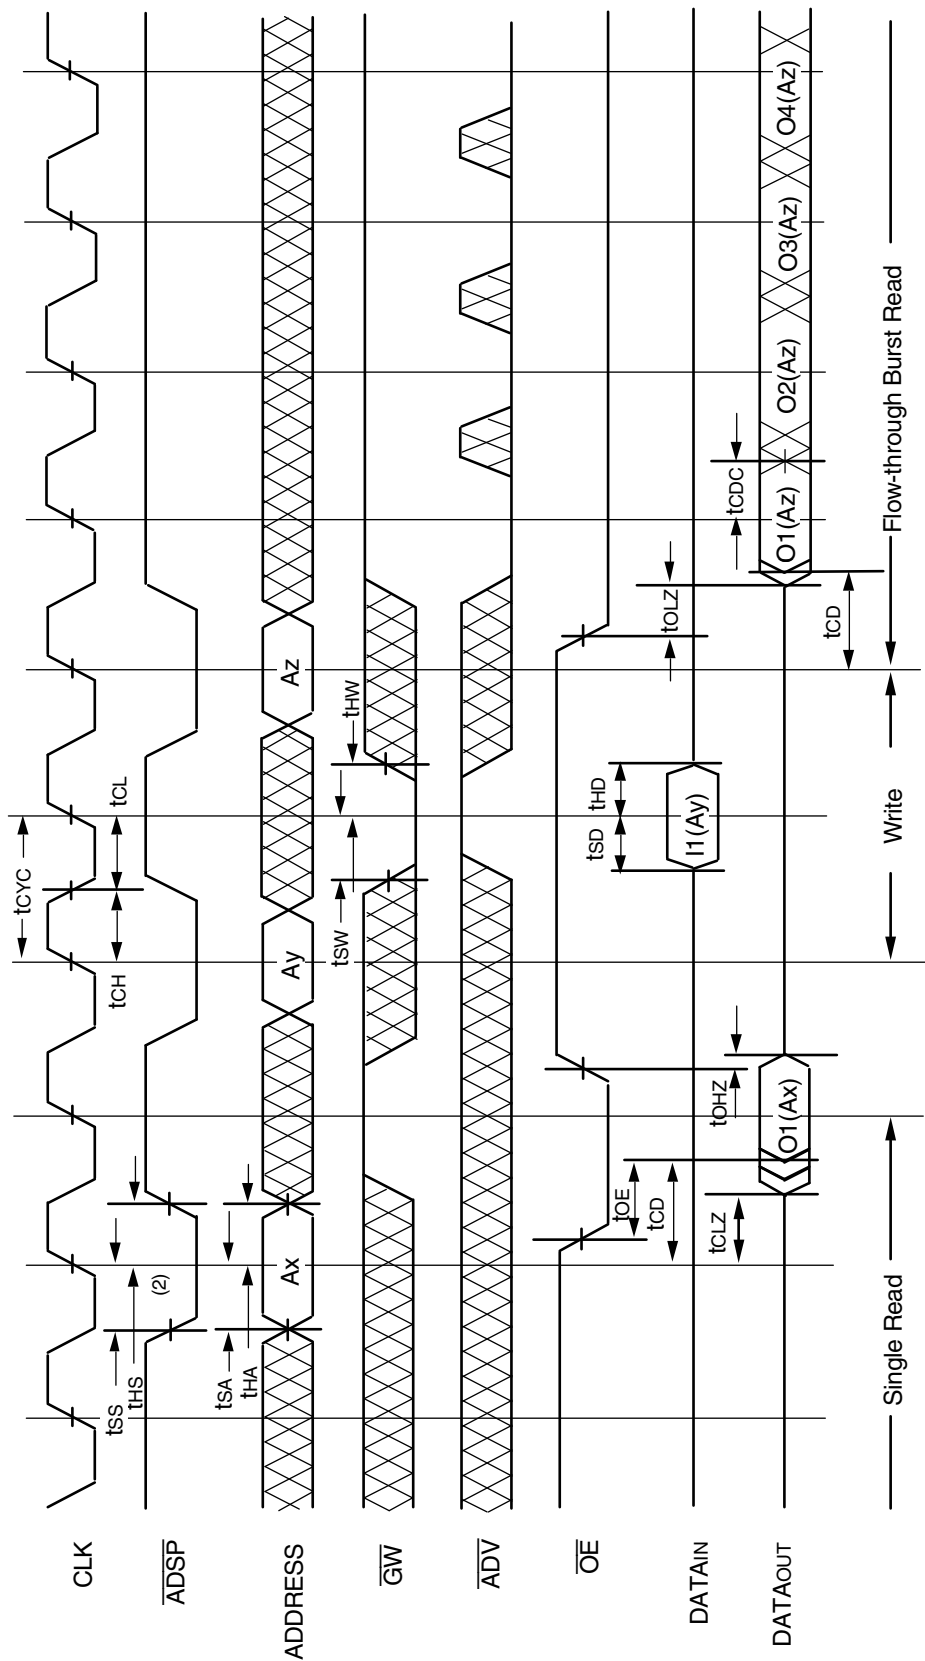 CLK
tCYC
tSS
tHS
tCH
tCL
ADSP
(2)
ADDRESS
tSA
tHA
Ax
Ay
Az
GW
tSW
tHW
ADV
OE
tOE
tCD
tOHZ
tOLZ
DATAIN
tSD
tHD
I1(Ay)
tCLZ
tCD
tCDC
DATAOUT
O1(Ax)
O1(Az)
O2(Az)
O3(Az)
O4(Az)
Single Read
Write
Flow-through Burst Read